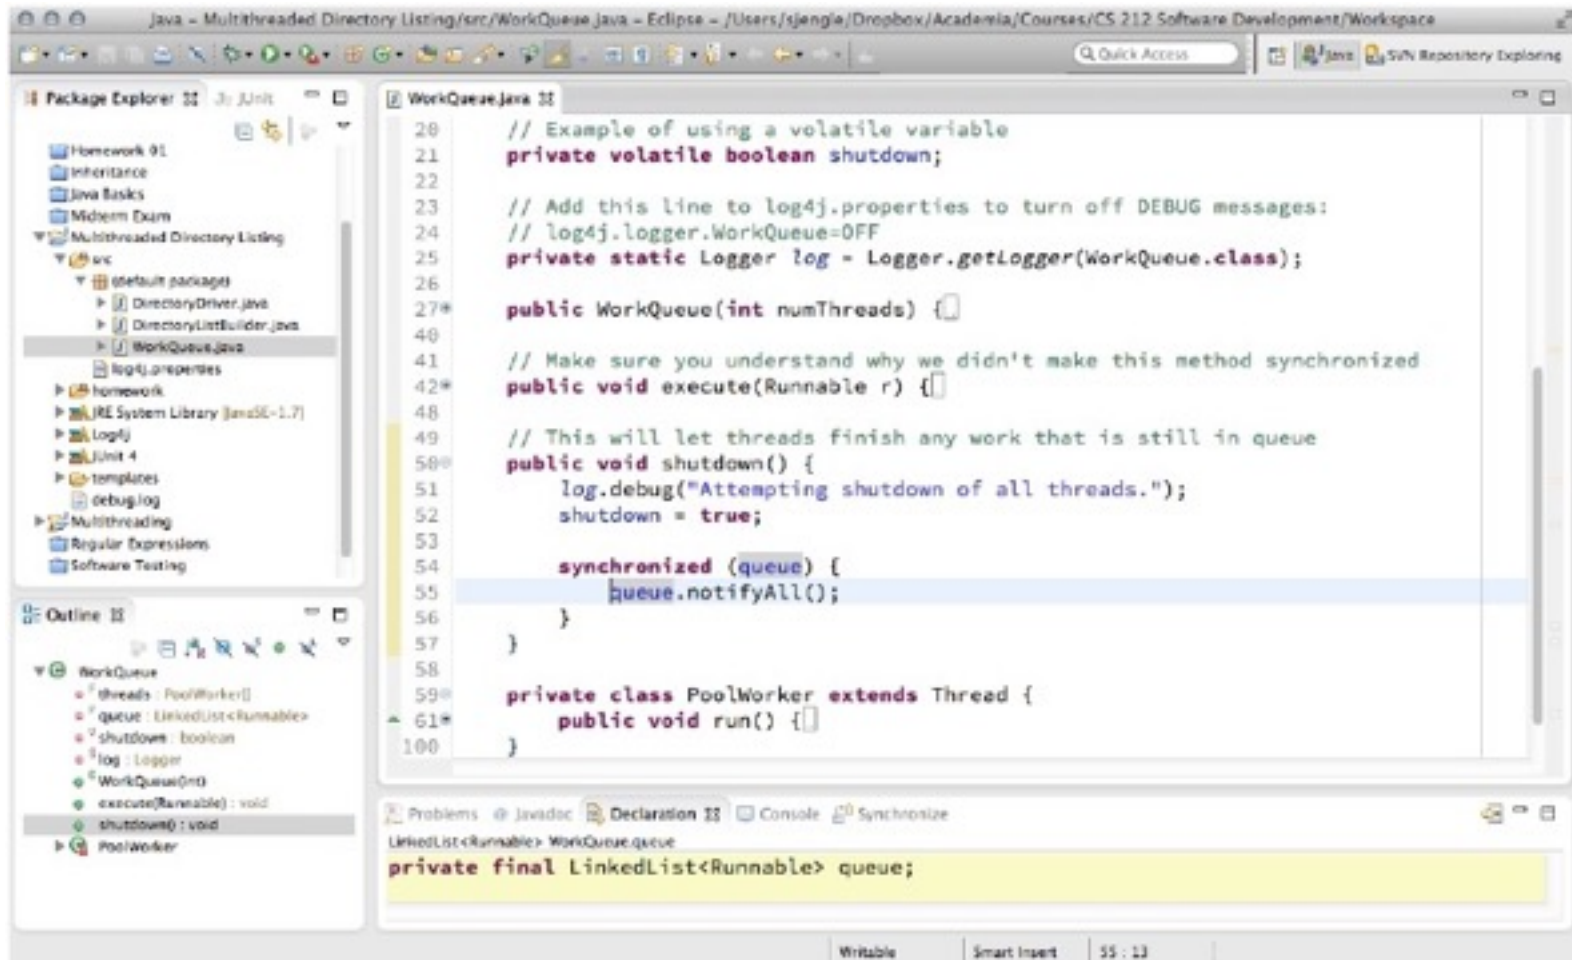 Java – Multithreaded Directory Listing/src/WorkQueue.java – Eclipse – /Users/sjengle/Dropbox/Academia/Courses/CS 212 Software Development/Workspace
Quick Access
Java
SVN Repository Exploring
Package Explorer
JUnit
Homework 01
Inheritance
Java Basics
Midterm Exam
Multithreaded Directory Listing
src
(default package)
DirectoryDriver.java
DirectoryListBuilder.java
WorkQueue.java
log4j.properties
homework
JRE System Library [JavaSE-1.7]
Log4j
JUnit 4
templates
debug.log
Multithreading
Regular Expressions
Software Testing
Outline
WorkQueue
threads : PoolWorker[]
queue : LinkedList<Runnable>
shutdown : boolean
log : Logger
WorkQueue(int)
execute(Runnable) : void
shutdown() : void
PoolWorker
WorkQueue.java
20 // Example of using a volatile variable
21 private volatile boolean shutdown;
22
23 // Add this line to log4j.properties to turn off DEBUG messages:
24 // log4j.logger.WorkQueue=OFF
25 private static Logger log = Logger.getLogger(WorkQueue.class);
26
27 public WorkQueue(int numThreads) {
40
41 // Make sure you understand why we didn't make this method synchronized
42 public void execute(Runnable r) {
48
49 // This will let threads finish any work that is still in queue
50 public void shutdown() {
51 log.debug("Attempting shutdown of all threads.");
52 shutdown = true;
53
54 synchronized (queue) {
55 queue.notifyAll();
56 }
57 }
58
59 private class PoolWorker extends Thread {
61 public void run() {
100 }
Problems @ Javadoc Declaration Console Synchronize
LinkedList<Runnable> WorkQueue.queue
private final LinkedList<Runnable> queue;
Writable
Smart Insert
55 : 13